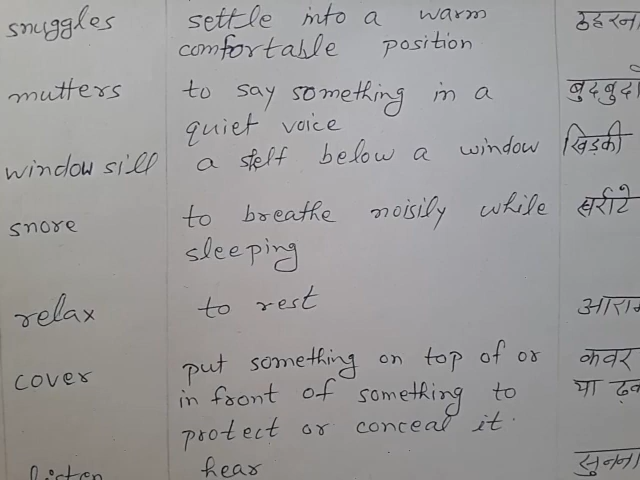 snuggles settle into a warm ठहरना
comfortable position
mutters to say something in a बुदबुदा
quiet voice
window sill a shelf below a window खिड़की
snore to breathe noisily while खर्राटे
sleeping
relax to rest आराम
cover put something on top of or कवर
in front of something to या ढ़क
protect or conceal it.
listen hear सुनना